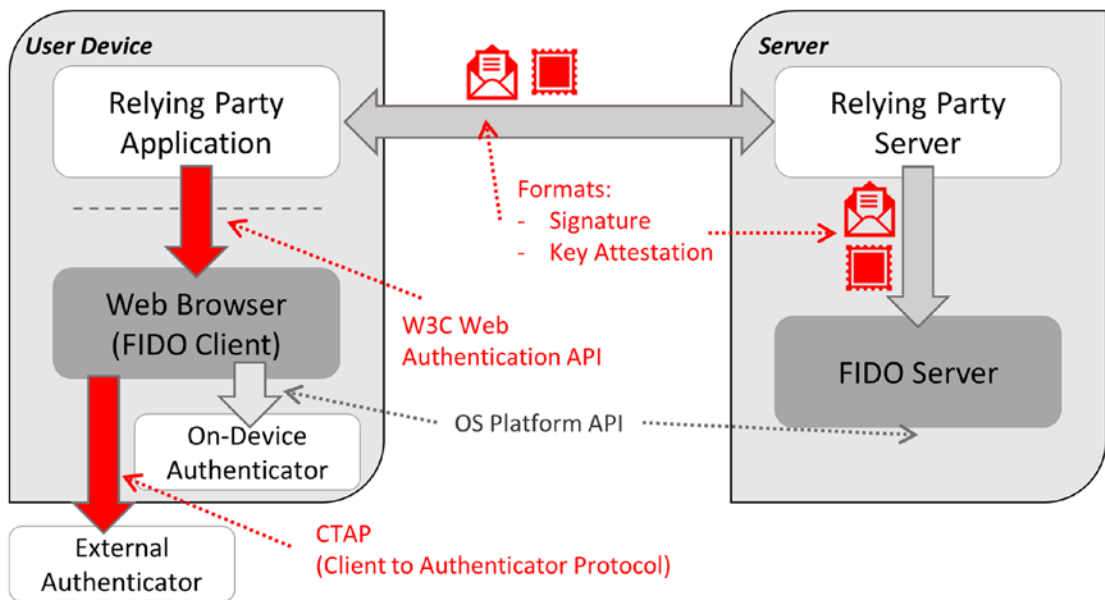 User Device
Relying Party
Application
Web Browser
(FIDO Client)
On-Device
Authenticator
External
Authenticator
Formats:
- Signature
- Key Attestation
W3C Web
Authentication API
OS Platform API
CTAP
(Client to Authenticator Protocol)
Server
Relying Party
Server
FIDO Server